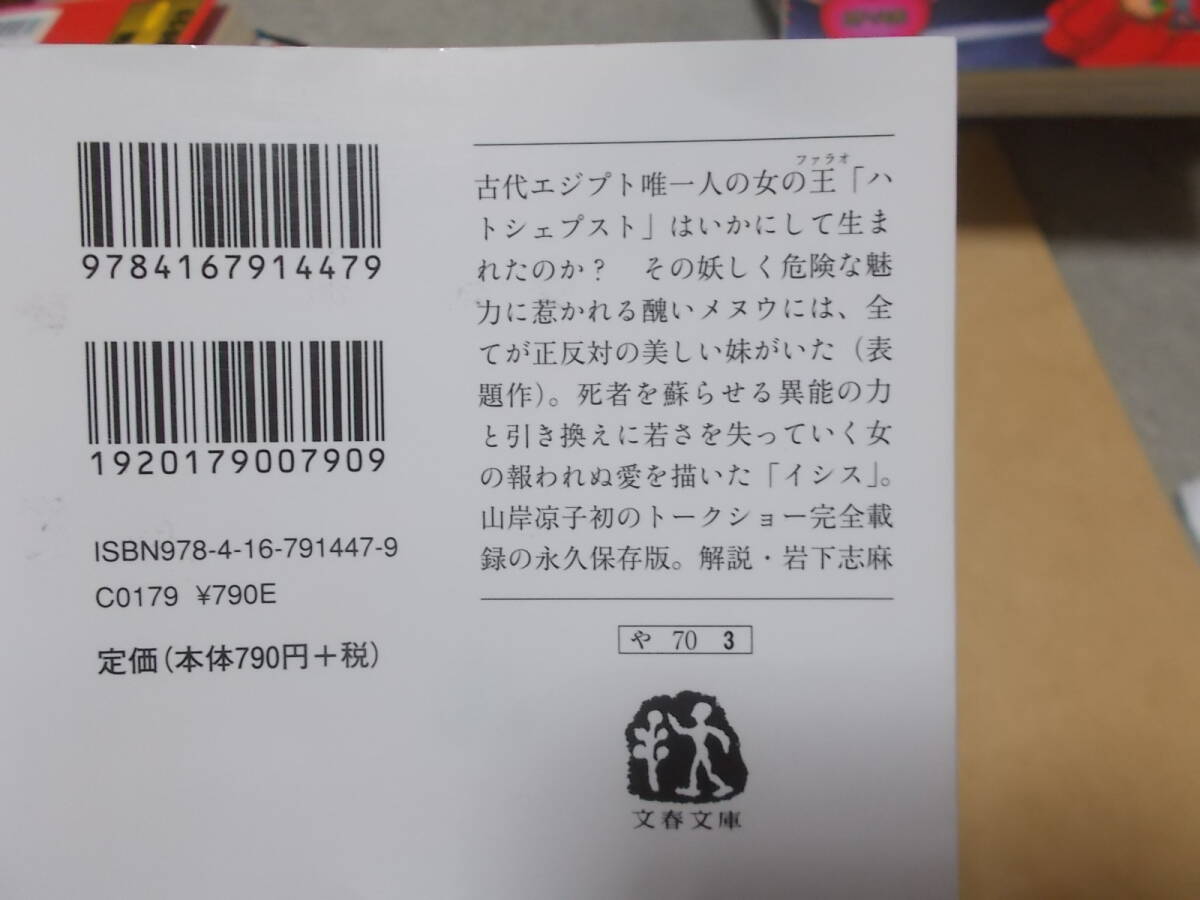 9784167914479
1920179007909
ISBN978-4-16-791447-9
C0179 ¥790E
定価(本体790円+税)
ファラオ
古代エジプト唯一人の女の王「ハ
トシェプスト」はいかにして生ま
れたのか? その妖しく危険な魅
力に惹かれる醜いメヌウには、全
てが正反対の美しい妹がいた(表
題作)。死者を蘇らせる異能の力
と引き換えに若さを失っていく女
の報われぬ愛を描いた「イシス」。
山岸凉子初のトークショー完全載
録の永久保存版。解説・岩下志麻
や 70 3
文春文庫